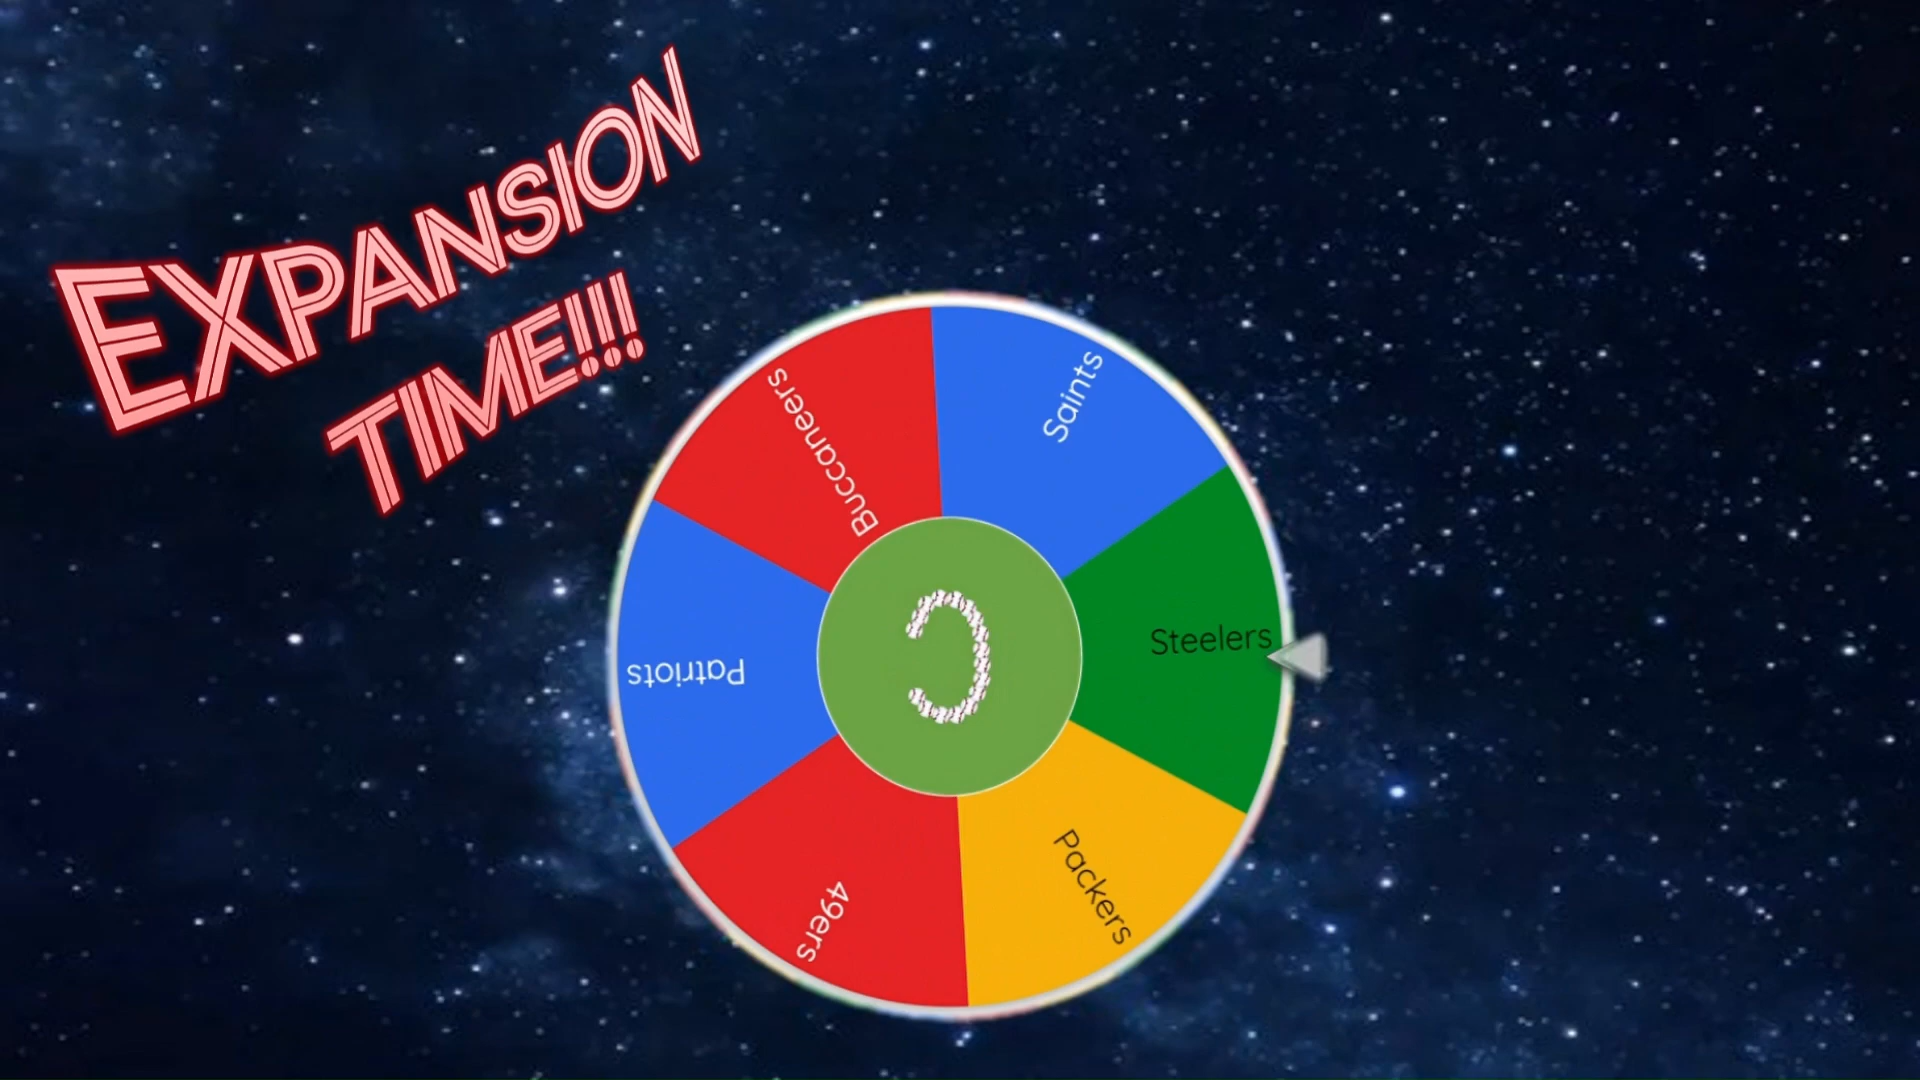 EXPANSION
TIME!!!
Saints
Buccaneers
Steelers
Patriots
Packers
49ers